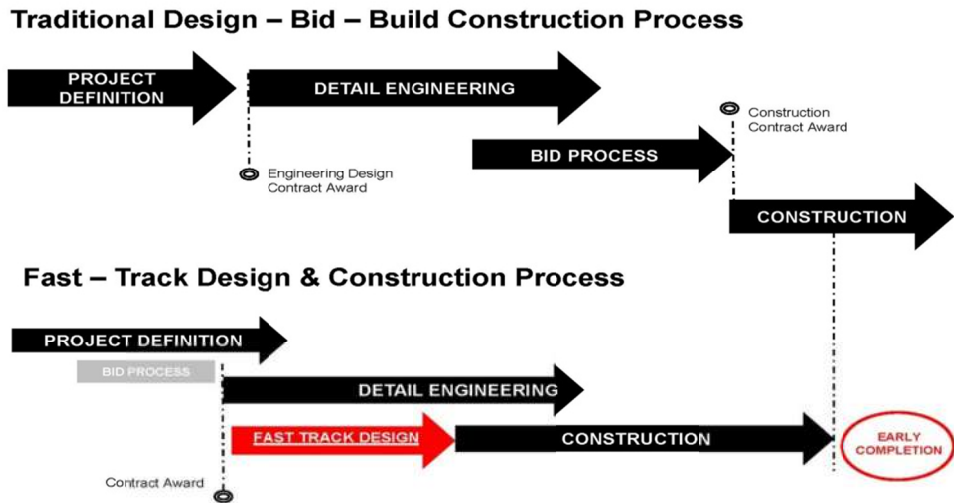 Traditional Design – Bid – Build Construction Process
PROJECT
DEFINITION
DETAIL ENGINEERING
Construction
Contract Award
BID PROCESS
Engineering Design
Contract Award
CONSTRUCTION
Fast – Track Design & Construction Process
PROJECT DEFINITION
BID PROCESS
DETAIL ENGINEERING
FAST TRACK DESIGN
CONSTRUCTION
EARLY
COMPLETION
Contract Award